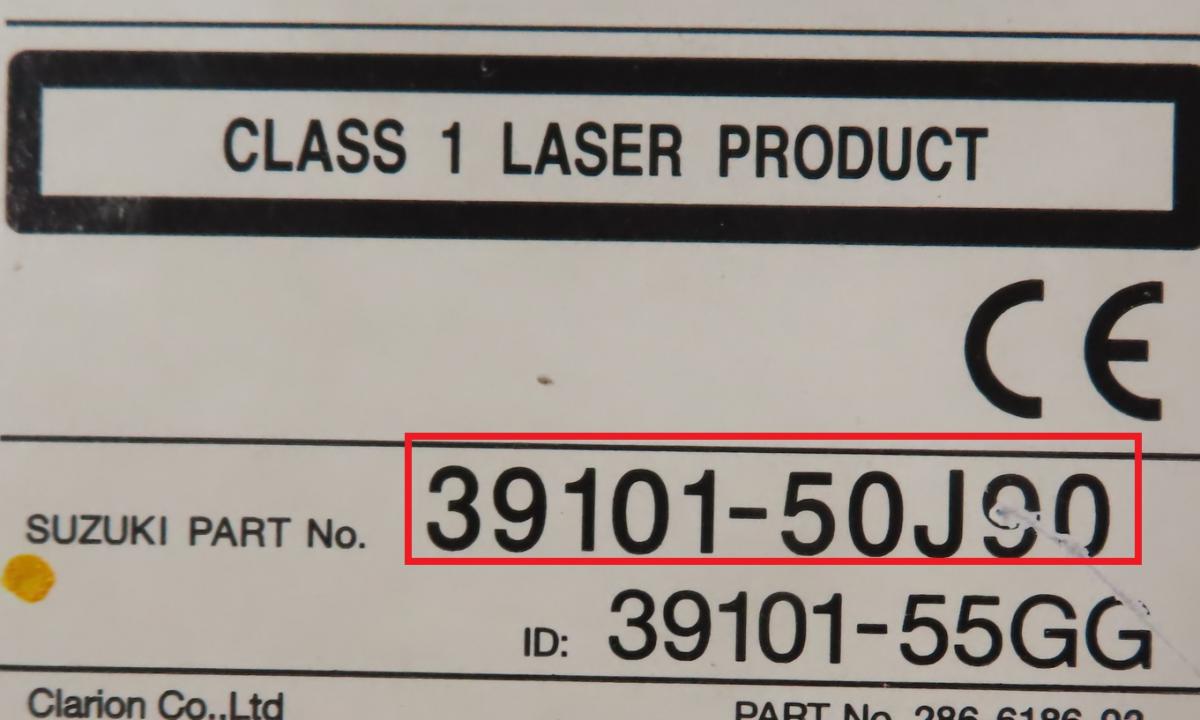 CLASS 1 LASER PRODUCT
CE
SUZUKI PART No. 39101-50J90
ID: 39101-55GG
Clarion Co.,Ltd
PART No. 286-6186-